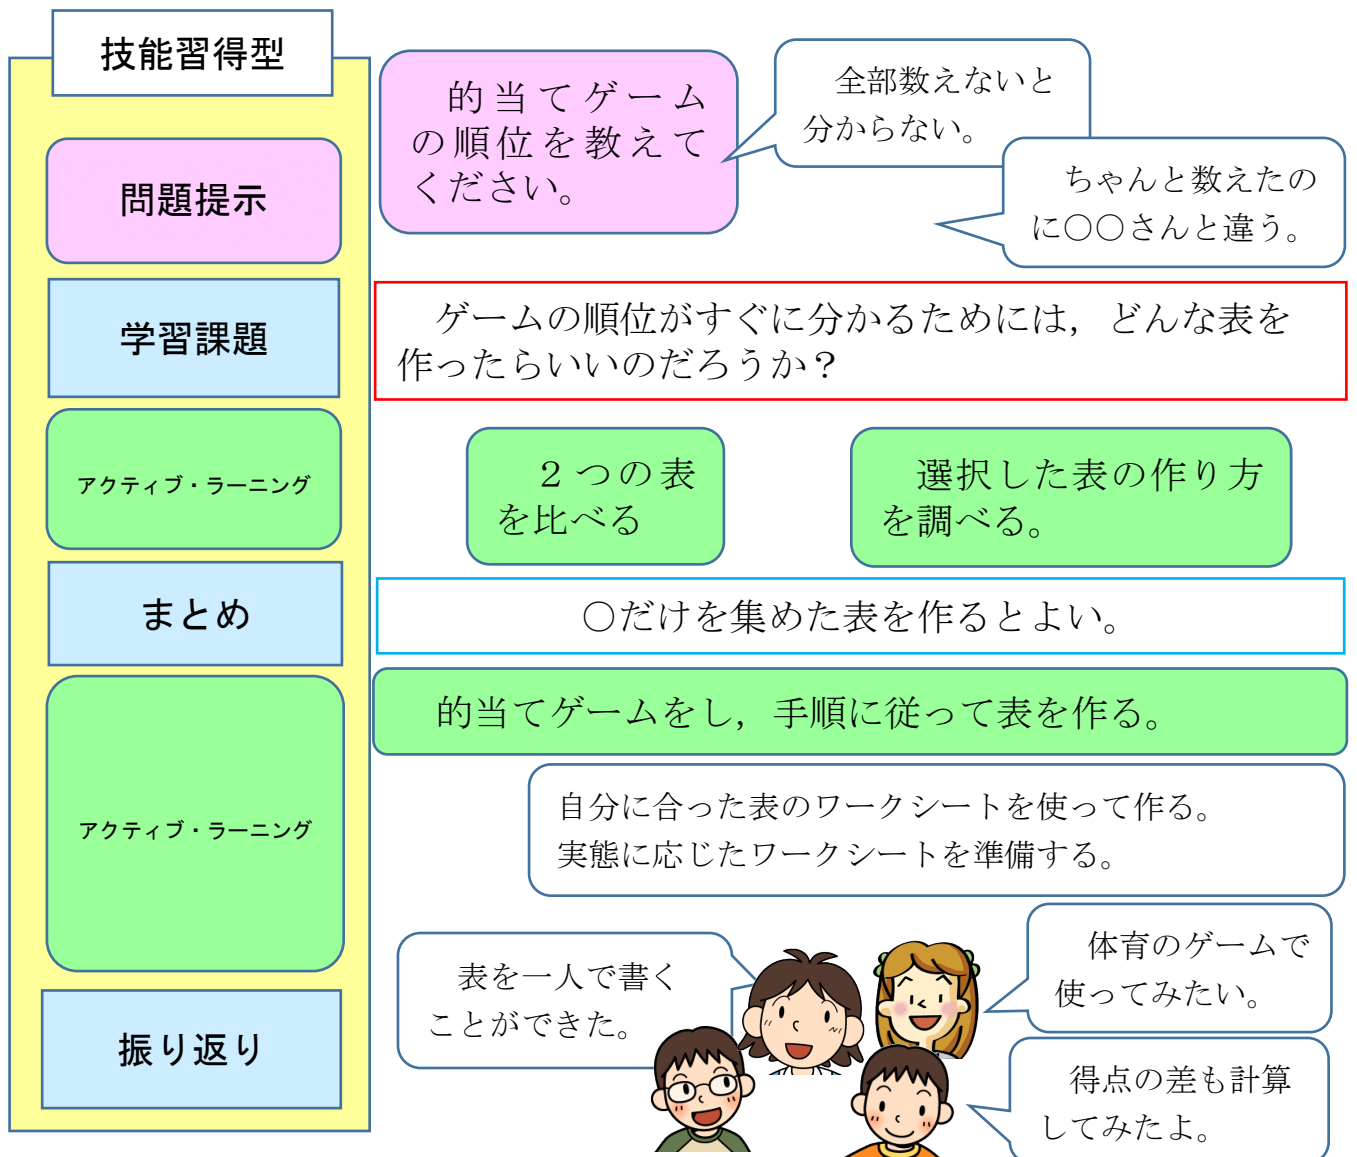 技能習得型
問題提示
的当てゲーム
の順位を教えて
ください。
全部数えないと
分からない。
ちゃんと数えたの
に〇〇さんと違う。
学習課題
ゲームの順位がすぐに分かるためには，どんな表を
作ったらいいのだろうか？
アクティブ・ラーニング
２つの表
を比べる
選択した表の作り方
を調べる。
まとめ
〇だけを集めた表を作るとよい。
アクティブ・ラーニング
的当てゲームをし，手順に従って表を作る。
自分に合った表のワークシートを使って作る。
実態に応じたワークシートを準備する。
振り返り
表を一人で書く
ことができた。
体育のゲームで
使ってみたい。
得点の差も計算
してみたよ。